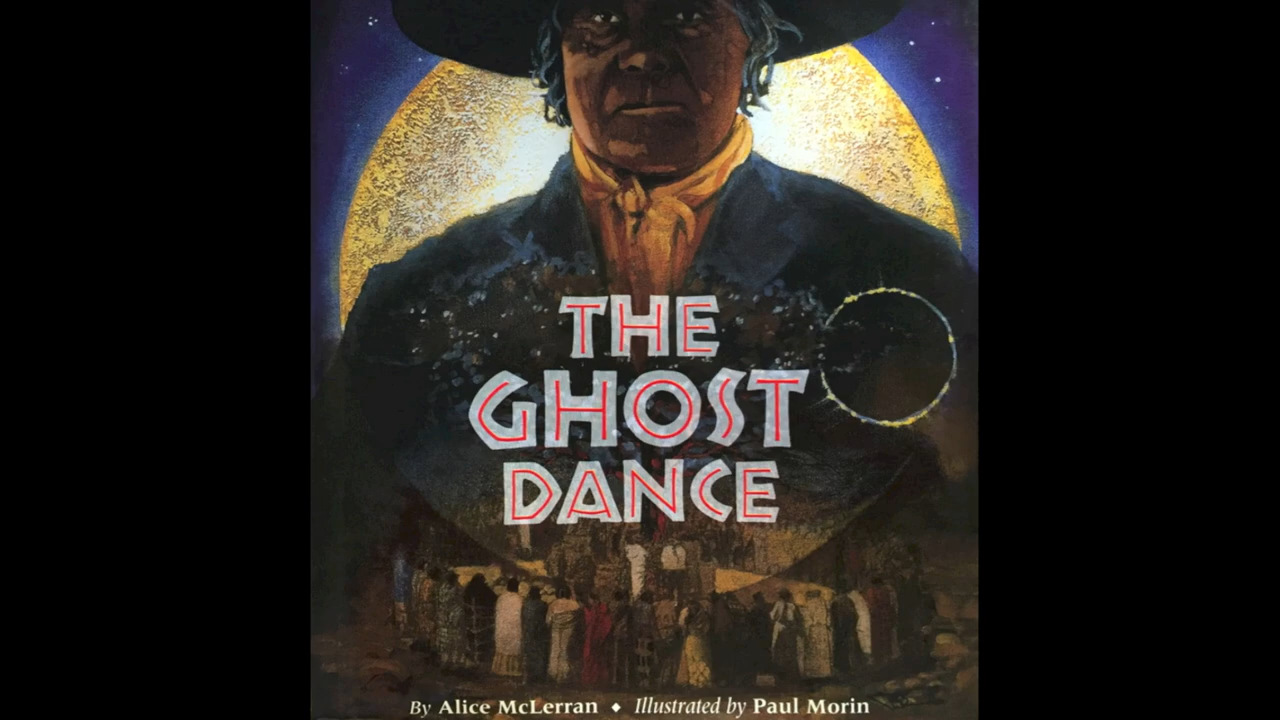 THE
GHOST
DANCE
By Alice McLerran ◆ Illustrated by Paul Morin